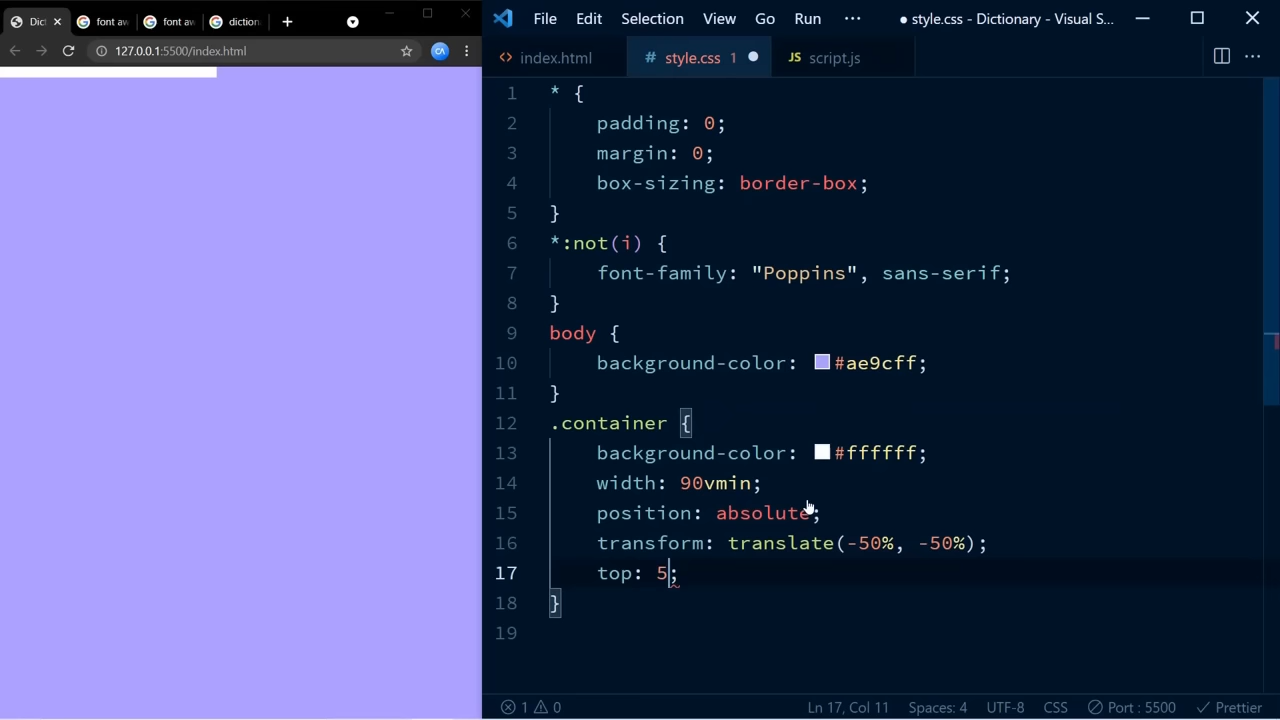 Dict
font aw
font aw
diction
127.0.0.1:5500/index.html
CA
File Edit Selection View Go Run ··· ● style.css - Dictionary - Visual S...
<> index.html
# style.css 1 ●
JS script.js
1 * {
2 padding: 0;
3 margin: 0;
4 box-sizing: border-box;
5 }
6 *:not(i) {
7 font-family: "Poppins", sans-serif;
8 }
9 body {
10 background-color: #ae9cff;
11 }
12 .container {
13 background-color: #ffffff;
14 width: 90vmin;
15 position: absolute;
16 transform: translate(-50%, -50%);
17 top: 5;
18 }
19
1 0 Ln 17, Col 11 Spaces: 4 UTF-8 CSS Port : 5500 Prettier